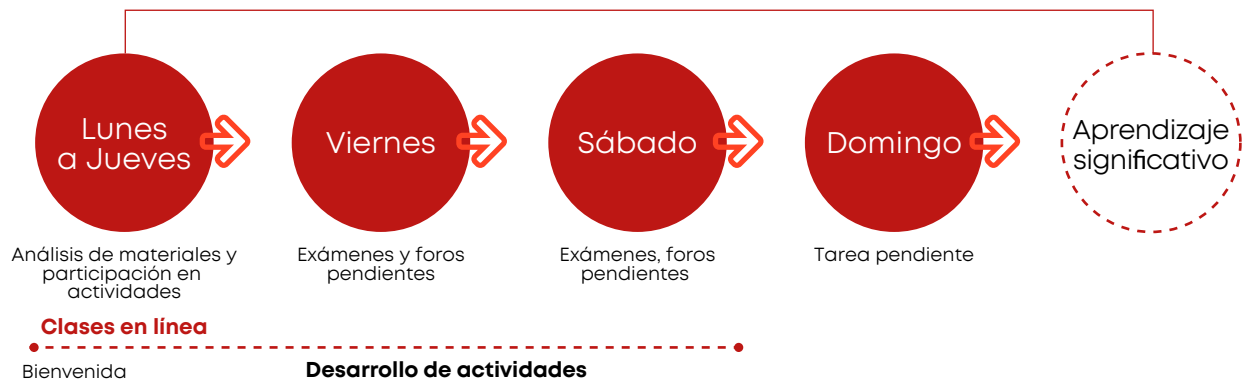 Lunes
a Jueves
Viernes
Sábado
Domingo
Aprendizaje
significativo
Análisis de materiales y
participación en
actividades
Exámenes y foros
pendientes
Exámenes, foros
pendientes
Tarea pendiente
Clases en línea
Bienvenida
Desarrollo de actividades